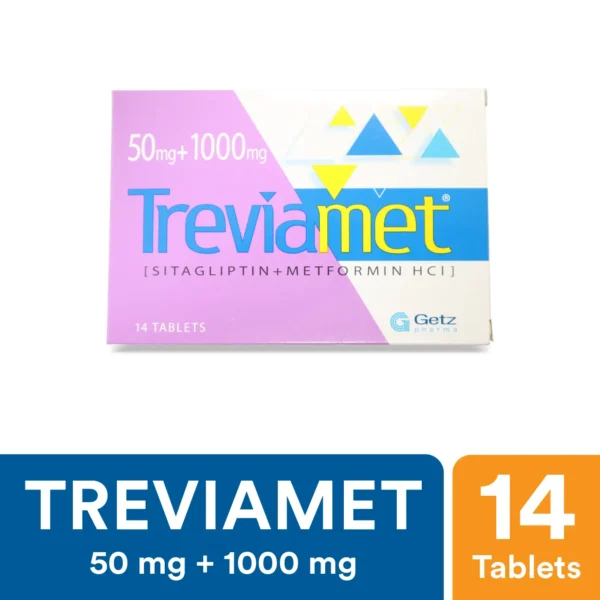 50mg+1000mg
Treviamet®
[SITAGLIPTIN+METFORMIN HCl]
14 TABLETS
Getz
pharma
TREVIAMET
50 mg + 1000 mg
14
Tablets